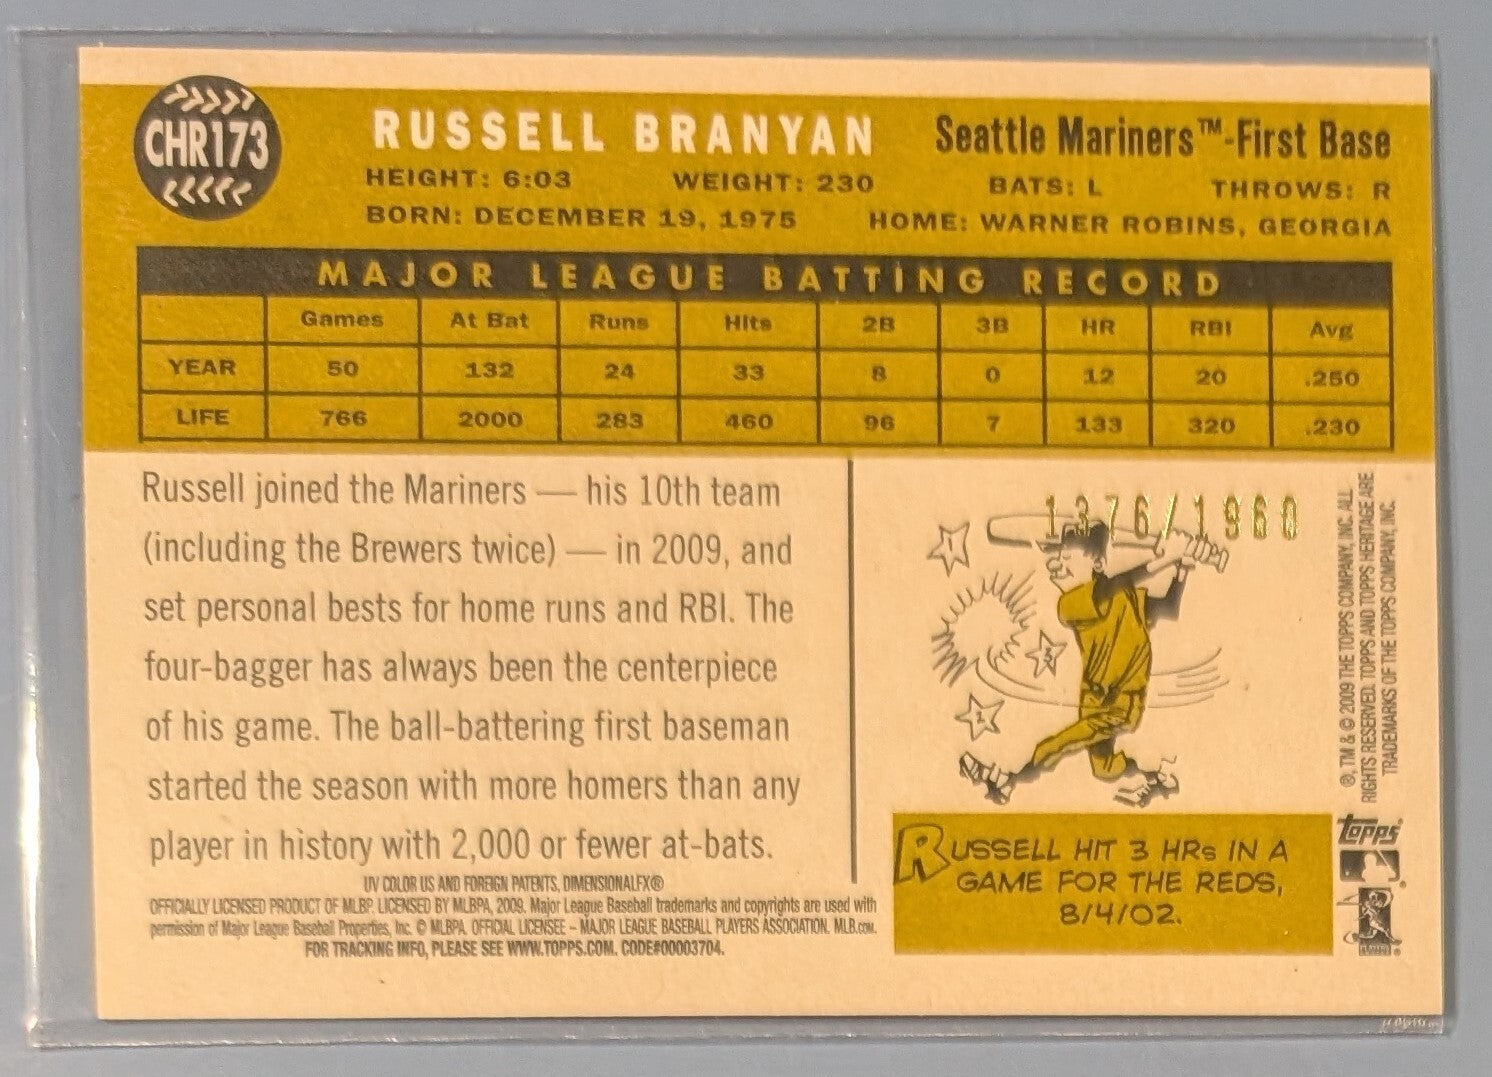 CHR173
RUSSELL BRANYAN
Seattle Mariners™-First Base
HEIGHT: 6:03 WEIGHT: 230 BATS: L THROWS: R
BORN: DECEMBER 19, 1975 HOME: WARNER ROBINS, GEORGIA
MAJOR LEAGUE BATTING RECORD
Games At Bat Runs Hits 2B 3B HR RBI Avg
YEAR 50 132 24 33 8 0 12 20 .250
LIFE 766 2000 283 460 96 7 133 320 .230
Russell joined the Mariners — his 10th team
(including the Brewers twice) — in 2009, and
set personal bests for home runs and RBI. The
four-bagger has always been the centerpiece
of his game. The ball-battering first baseman
started the season with more homers than any
player in history with 2,000 or fewer at-bats.
UV COLOR US AND FOREIGN PATENTS, DIMENSIONALFX®
OFFICIALLY LICENSED PRODUCT OF MLBP. LICENSED BY MLBPA, 2009. Major League Baseball trademarks and copyrights are used with
permission of Major League Baseball Properties, Inc. © MLBPA. OFFICIAL LICENSEE – MAJOR LEAGUE BASEBALL PLAYERS ASSOCIATION. MLB.com.
FOR TRACKING INFO, PLEASE SEE WWW.TOPPS.COM. CODE#00003704.
1376/1960
RUSSELL HIT 3 HRs IN A
GAME FOR THE REDS,
8/4/02.
®, TM & © 2009 THE TOPPS COMPANY, INC. ALL
RIGHTS RESERVED. TOPPS AND TOPPS HERITAGE ARE
TRADEMARKS OF THE TOPPS COMPANY, INC.
Topps